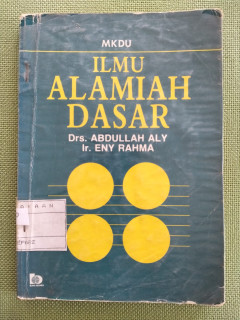 MKDU
ILMU
ALAMIAH
DASAR
Drs. ABDULLAH ALY
Ir. ENY RAHMA